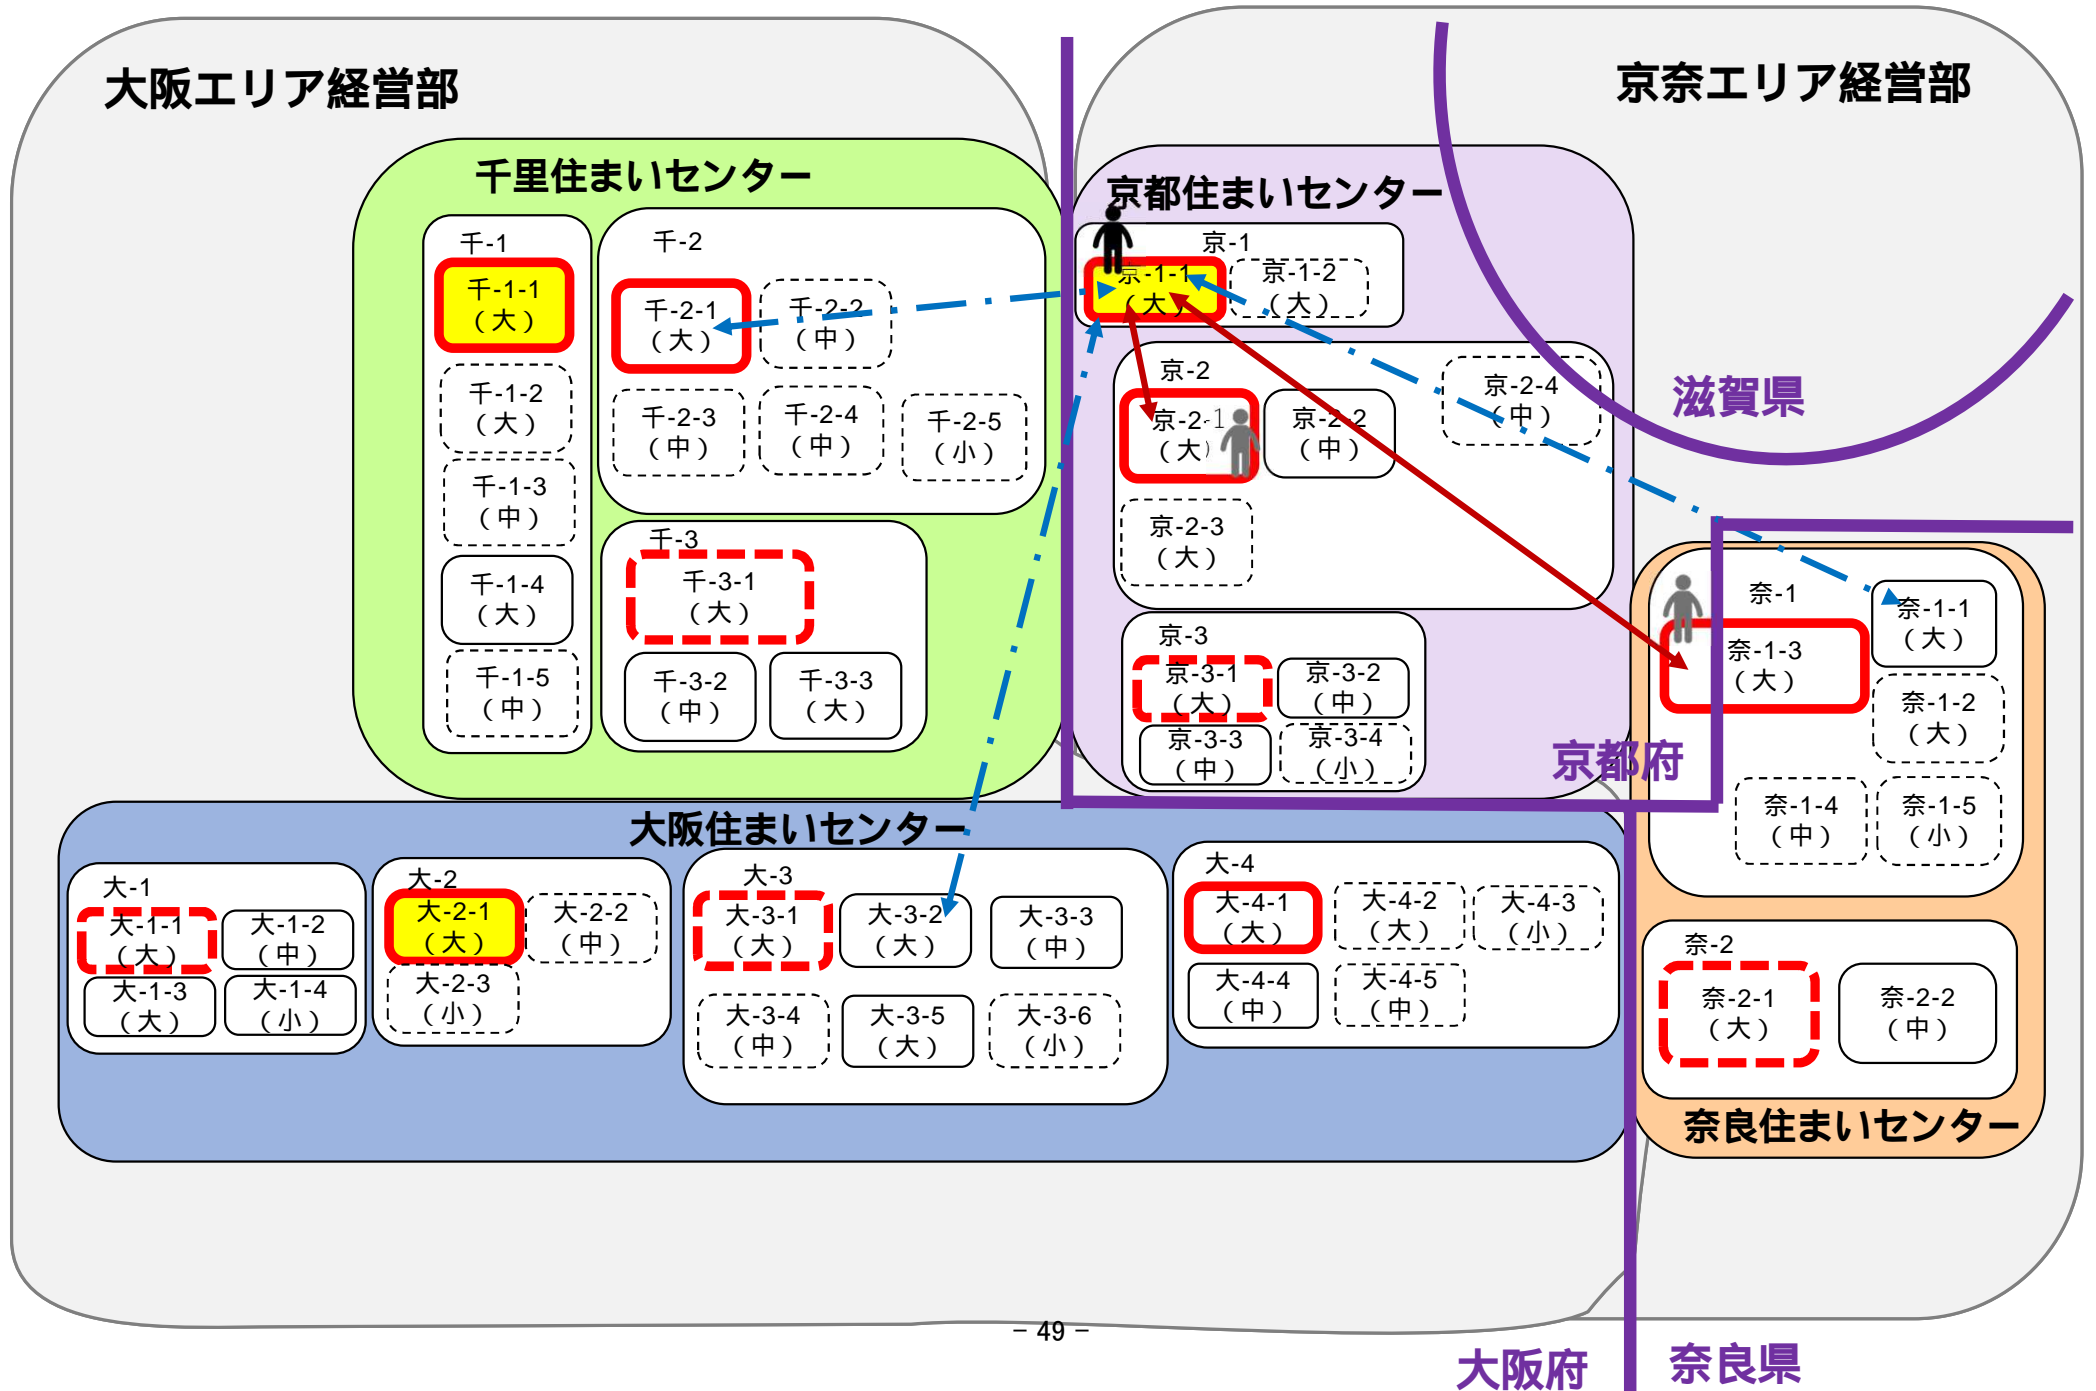 大阪エリア経営部
京奈エリア経営部
千里住まいセンター
千-1
千-1-1
（大）
千-1-2
（大）
千-1-3
（中）
千-1-4
（大）
千-1-5
（中）
千-2
千-2-1
（大）
千-2-2
（中）
千-2-3
（中）
千-2-4
（中）
千-2-5
（小）
千-3
千-3-1
（大）
千-3-2
（中）
千-3-3
（大）
京都住まいセンター
京-1
京-1-1
（大）
京-1-2
（大）
京-2
京-2-1
（大）
京-2-2
（中）
京-2-4
（中）
京-2-3
（大）
京-3
京-3-1
（大）
京-3-2
（中）
京-3-3
（中）
京-3-4
（小）
滋賀県
京都府
奈-1
奈-1-1
（大）
奈-1-3
（大）
奈-1-2
（大）
奈-1-4
（中）
奈-1-5
（小）
奈-2
奈-2-1
（大）
奈-2-2
（中）
奈良住まいセンター
大阪住まいセンター
大-1
大-1-1
（大）
大-1-2
（中）
大-1-3
（大）
大-1-4
（小）
大-2
大-2-1
（大）
大-2-2
（中）
大-2-3
（小）
大-3
大-3-1
（大）
大-3-2
（大）
大-3-3
（中）
大-3-4
（中）
大-3-5
（大）
大-3-6
（小）
大-4
大-4-1
（大）
大-4-2
（大）
大-4-3
（小）
大-4-4
（中）
大-4-5
（中）
- 49 -
大阪府
奈良県